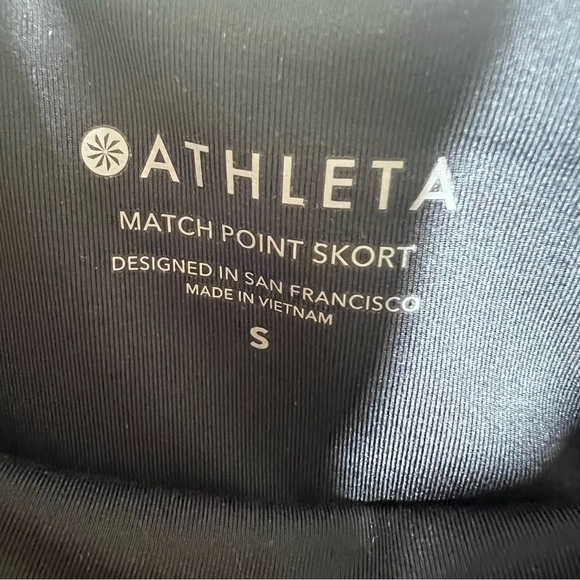 ATHLETA
MATCH POINT SKORT
DESIGNED IN SAN FRANCISCO
MADE IN VIETNAM
S